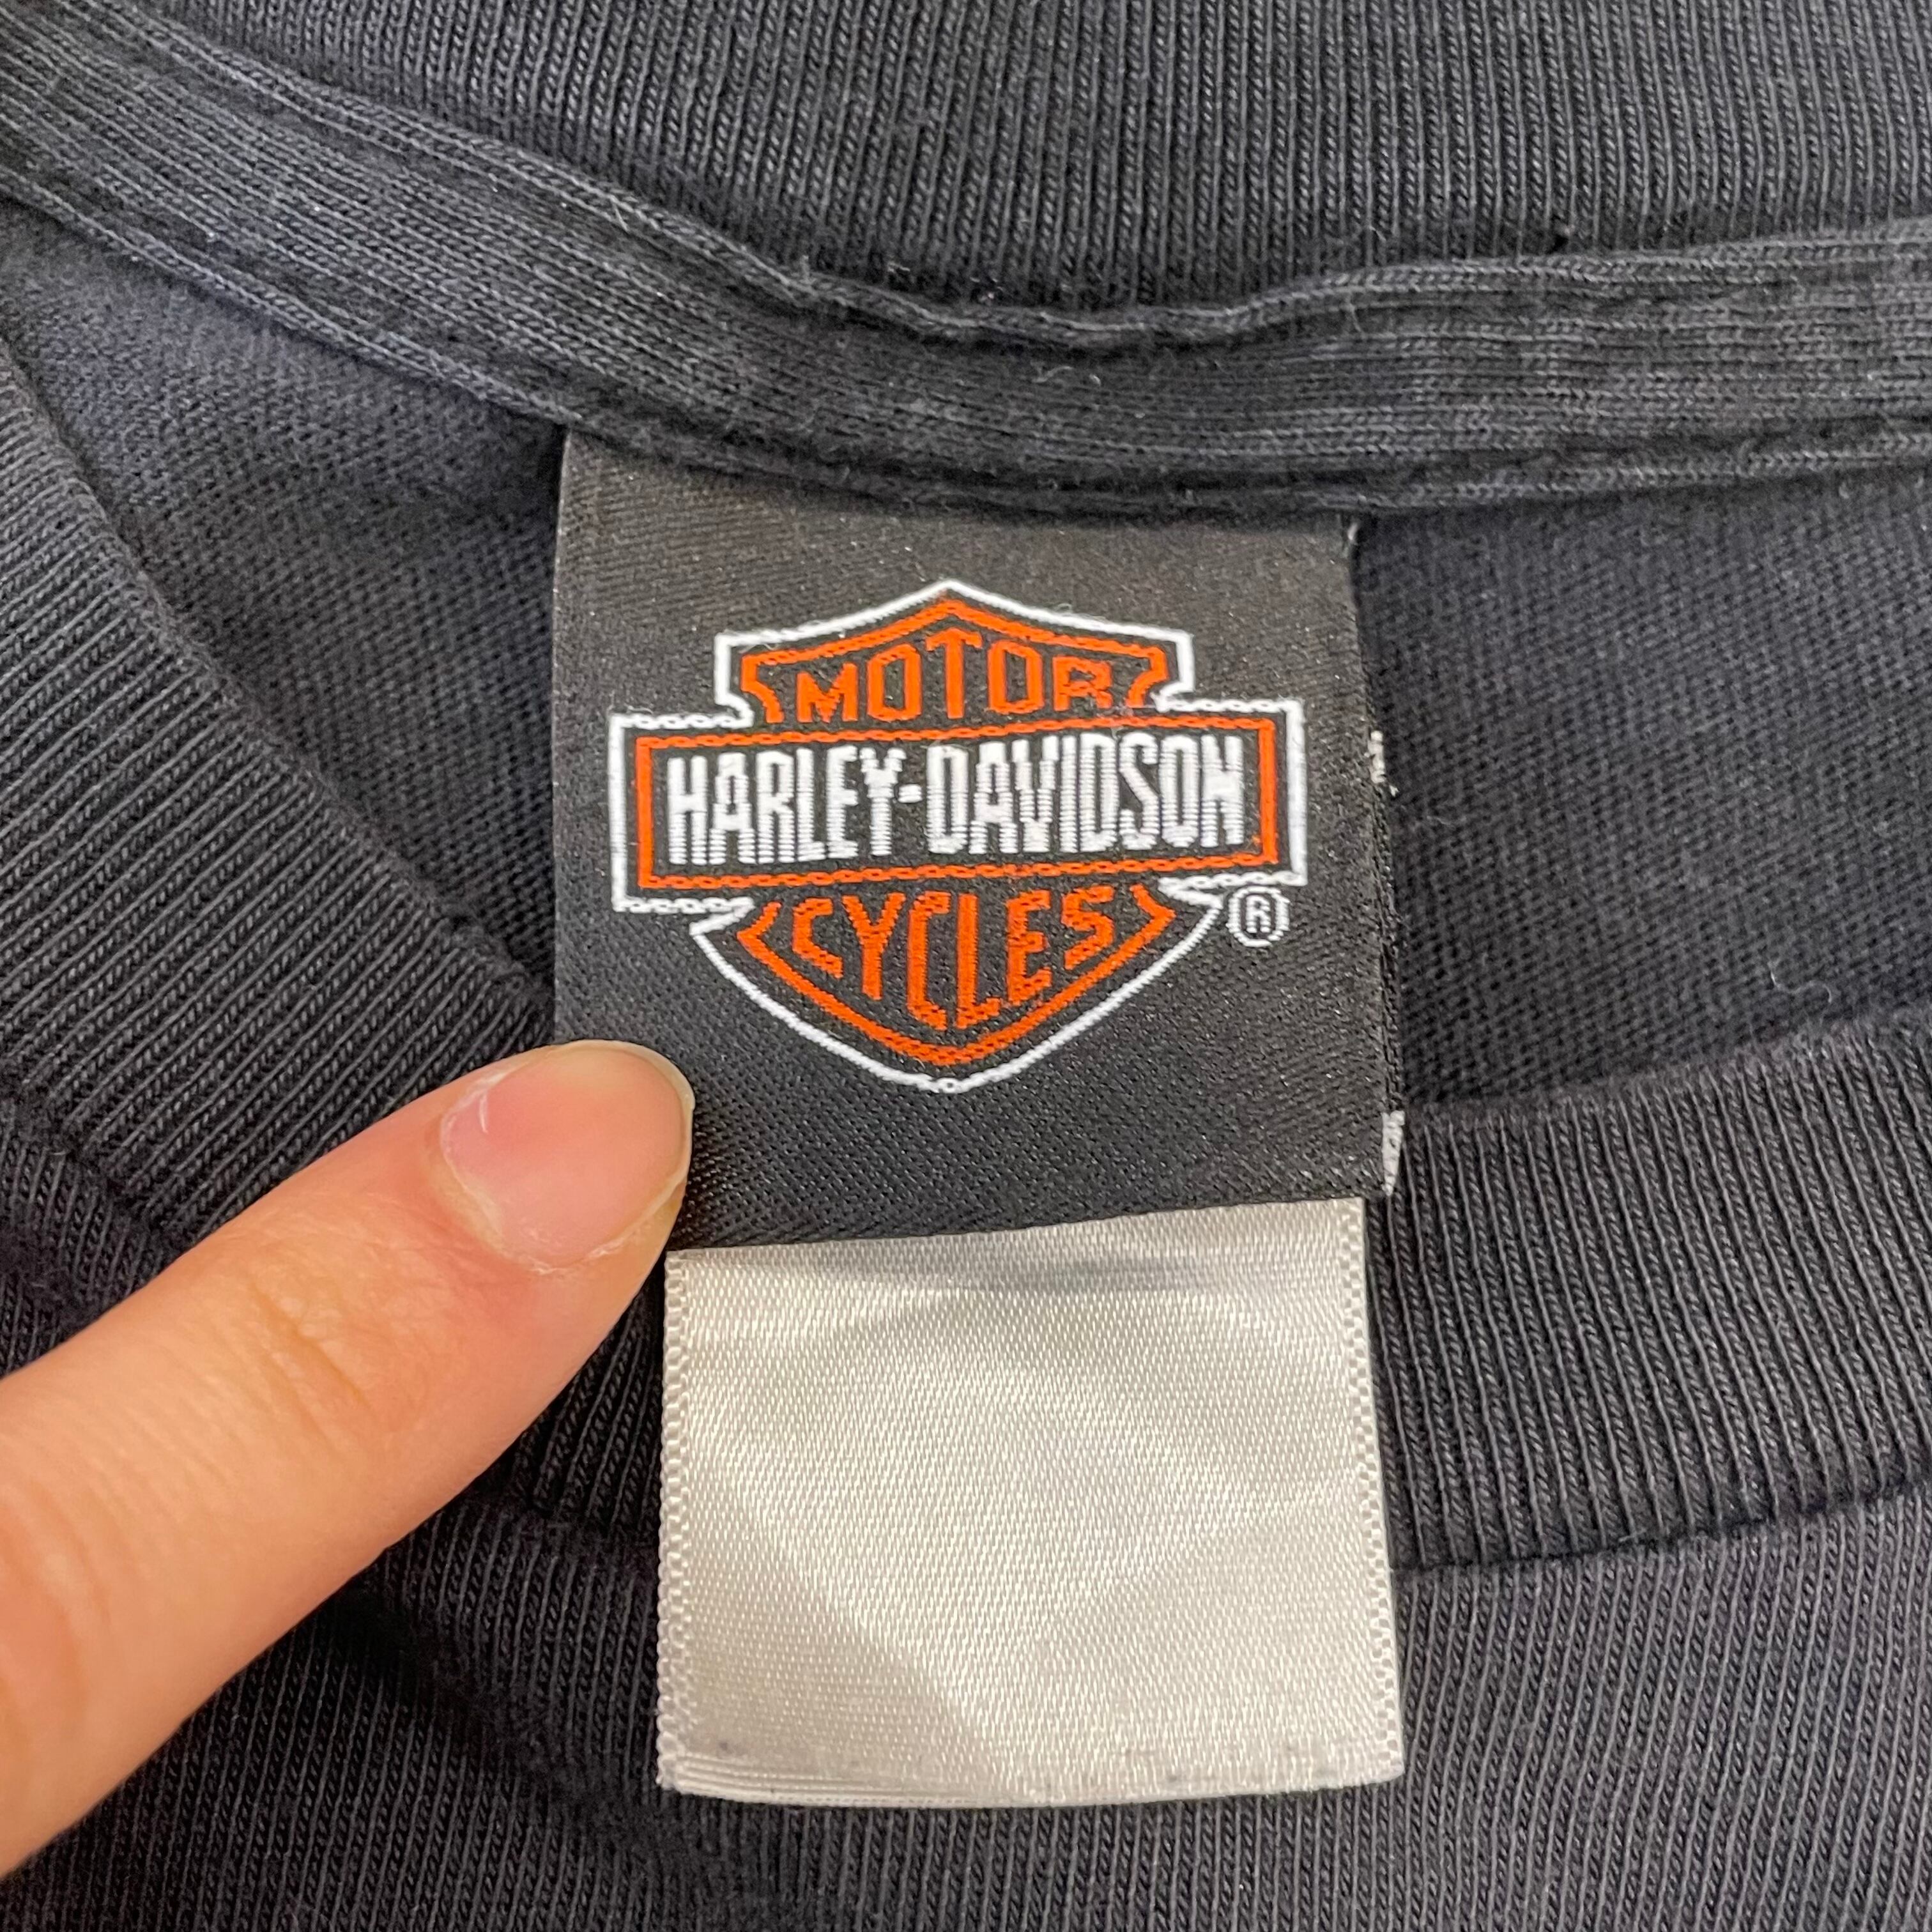 MOTOR
HARLEY-DAVIDSON
CYCLES
®